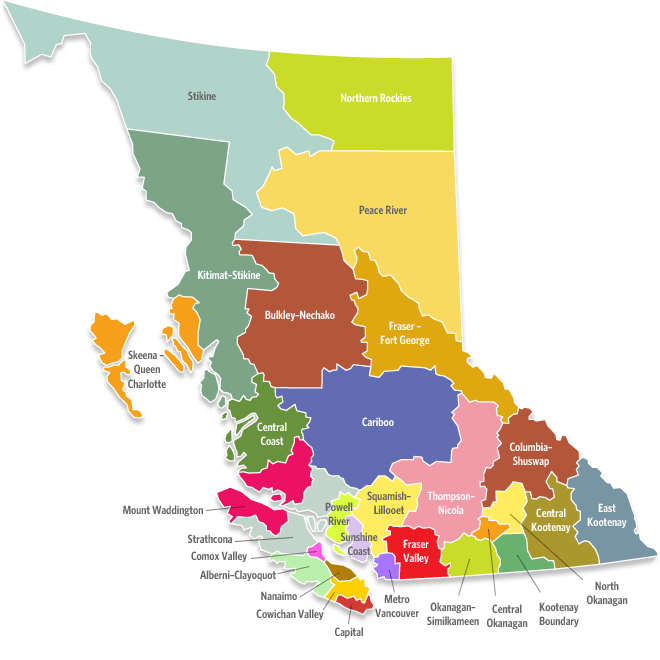 Stikine
Northern Rockies
Peace River
Kitimat–Stikine
Bulkley–Nechako
Fraser –
Fort George
Skeena –
Queen
Charlotte
Central
Coast
Cariboo
Columbia–
Shuswap
Mount Waddington
Powell
River
Squamish–
Lillooet
Thompson–
Nicola
Central
Kootenay
East
Kootenay
Strathcona
Sunshine
Coast
Fraser
Valley
Comox Valley
Alberni–Clayoquot
Nanaimo
Cowichan Valley
Capital
Metro
Vancouver
Okanagan–
Similkameen
Central
Okanagan
Kootenay
Boundary
North
Okanagan